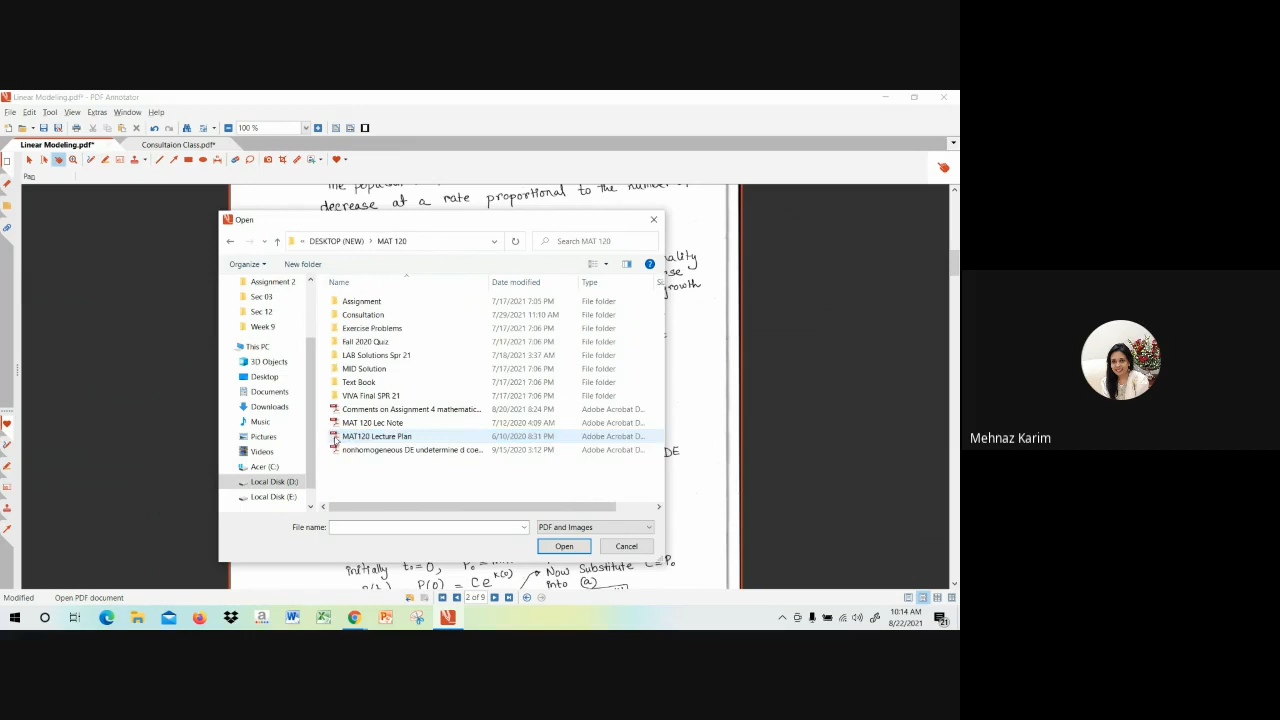 Linear Modeling.pdf* - PDF Annotator
File Edit Tool View Extras Window Help
100 %
Linear Modeling.pdf* Consultaion Class.pdf*
Pan
decrease at a rate proportional to the number of
Open
« DESKTOP (NEW) › MAT 120
Search MAT 120
Organize New folder
Name Date modified Type
Assignment 2
Sec 03
Sec 12
Week 9
This PC
3D Objects
Desktop
Documents
Downloads
Music
Pictures
Videos
Acer (C:)
Local Disk (D:)
Local Disk (E:)
Assignment 7/17/2021 7:05 PM File folder
Consultation 7/29/2021 11:10 AM File folder
Exercise Problems 7/17/2021 7:06 PM File folder
Fall 2020 Quiz 7/17/2021 7:06 PM File folder
LAB Solutions Spr 21 7/18/2021 3:37 AM File folder
MID Solution 7/17/2021 7:06 PM File folder
Text Book 7/17/2021 7:06 PM File folder
VIVA Final SPR 21 7/17/2021 7:06 PM File folder
Comments on Assignment 4 mathematic... 8/20/2021 8:24 PM Adobe Acrobat D...
MAT 120 Lec Note 7/12/2020 4:09 AM Adobe Acrobat D...
MAT120 Lecture Plan 6/10/2020 8:31 PM Adobe Acrobat D...
nonhomogeneous DE undetermine d coe... 9/15/2020 3:12 PM Adobe Acrobat D...
growth
DE
File name:
PDF and Images
Open Cancel
initially t₀=0,
Now Substitute C=P₀
P(0) = Ce^k(0)
into (a)
Modified Open PDF document
2 of 9
10:14 AM
8/22/2021
21
Mehnaz Karim